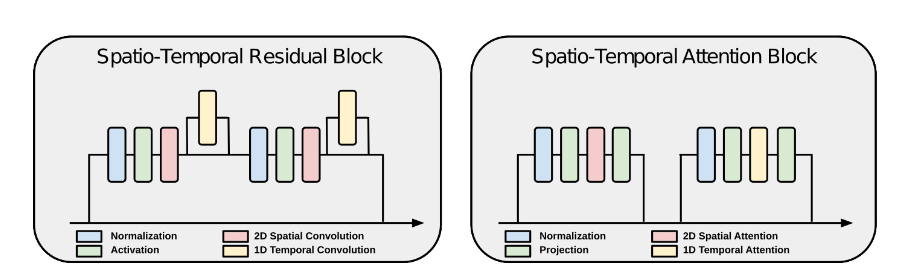 Spatio-Temporal Residual Block
Normalization
2D Spatial Convolution
Activation
1D Temporal Convolution
Spatio-Temporal Attention Block
Normalization
2D Spatial Attention
Projection
1D Temporal Attention